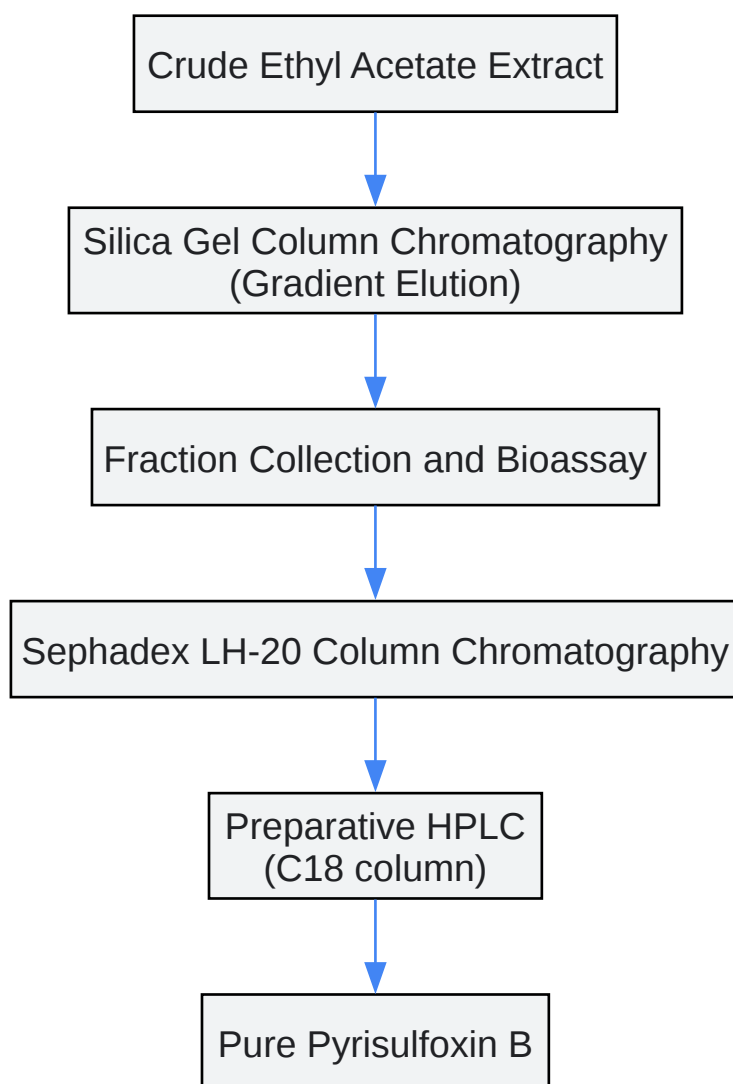 Crude Ethyl Acetate Extract
Silica Gel Column Chromatography
(Gradient Elution)
Fraction Collection and Bioassay
Sephadex LH-20 Column Chromatography
Preparative HPLC
(C18 column)
Pure Pyrisulfoxin B